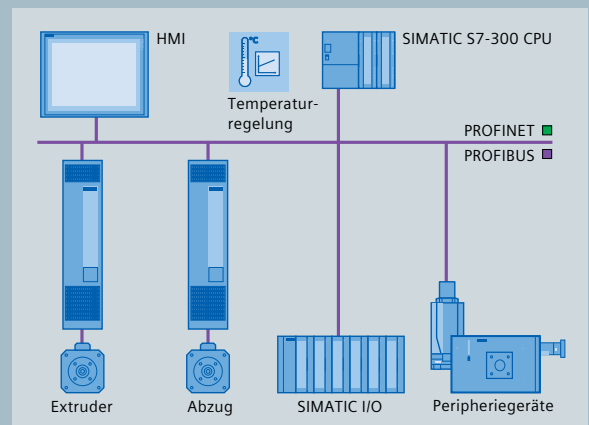 HMI
SIMATIC S7-300 CPU
°C
Temperatur-
regelung
PROFINET
PROFIBUS
Extruder
Abzug
SIMATIC I/O
Peripheriegeräte